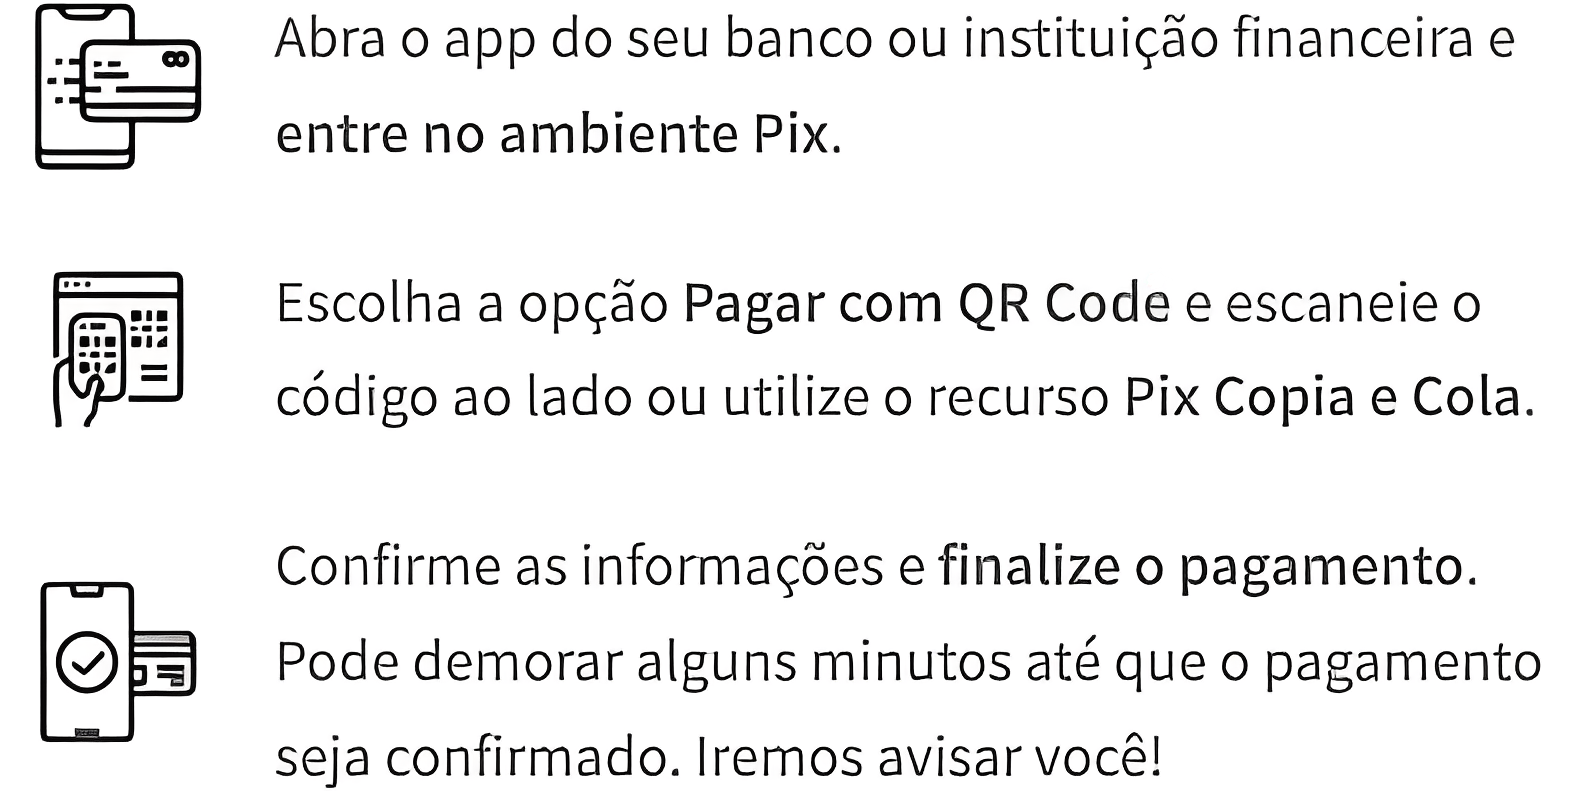 Abra o app do seu banco ou instituição financeira e
entre no ambiente Pix.
Escolha a opção Pagar com QR Code e escaneie o
código ao lado ou utilize o recurso Pix Copia e Cola.
Confirme as informações e finalize o pagamento.
Pode demorar alguns minutos até que o pagamento
seja confirmado. Iremos avisar você!